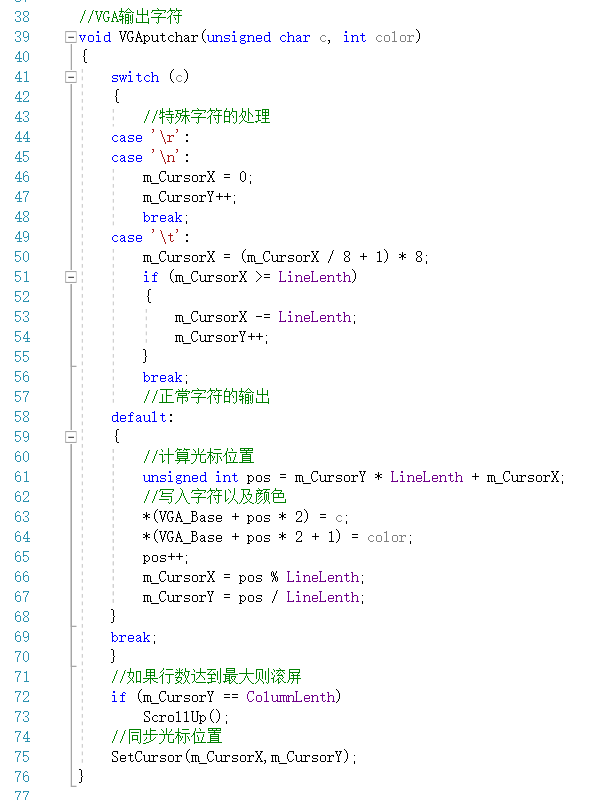 38 //VGA输出字符
39 void VGAputchar(unsigned char c, int color)
40 {
41 switch (c)
42 {
43 //特殊字符的处理
44 case '\r':
45 case '\n':
46 m_CursorX = 0;
47 m_CursorY++;
48 break;
49 case '\t':
50 m_CursorX = (m_CursorX / 8 + 1) * 8;
51 if (m_CursorX >= LineLenth)
52 {
53 m_CursorX -= LineLenth;
54 m_CursorY++;
55 }
56 break;
57 //正常字符的输出
58 default:
59 {
60 //计算光标位置
61 unsigned int pos = m_CursorY * LineLenth + m_CursorX;
62 //写入字符以及颜色
63 *(VGA_Base + pos * 2) = c;
64 *(VGA_Base + pos * 2 + 1) = color;
65 pos++;
66 m_CursorX = pos % LineLenth;
67 m_CursorY = pos / LineLenth;
68 }
69 break;
70 }
71 //如果行数达到最大则滚屏
72 if (m_CursorY == ColumnLenth)
73 ScrollUp();
74 //同步光标位置
75 SetCursor(m_CursorX,m_CursorY);
76 }
77